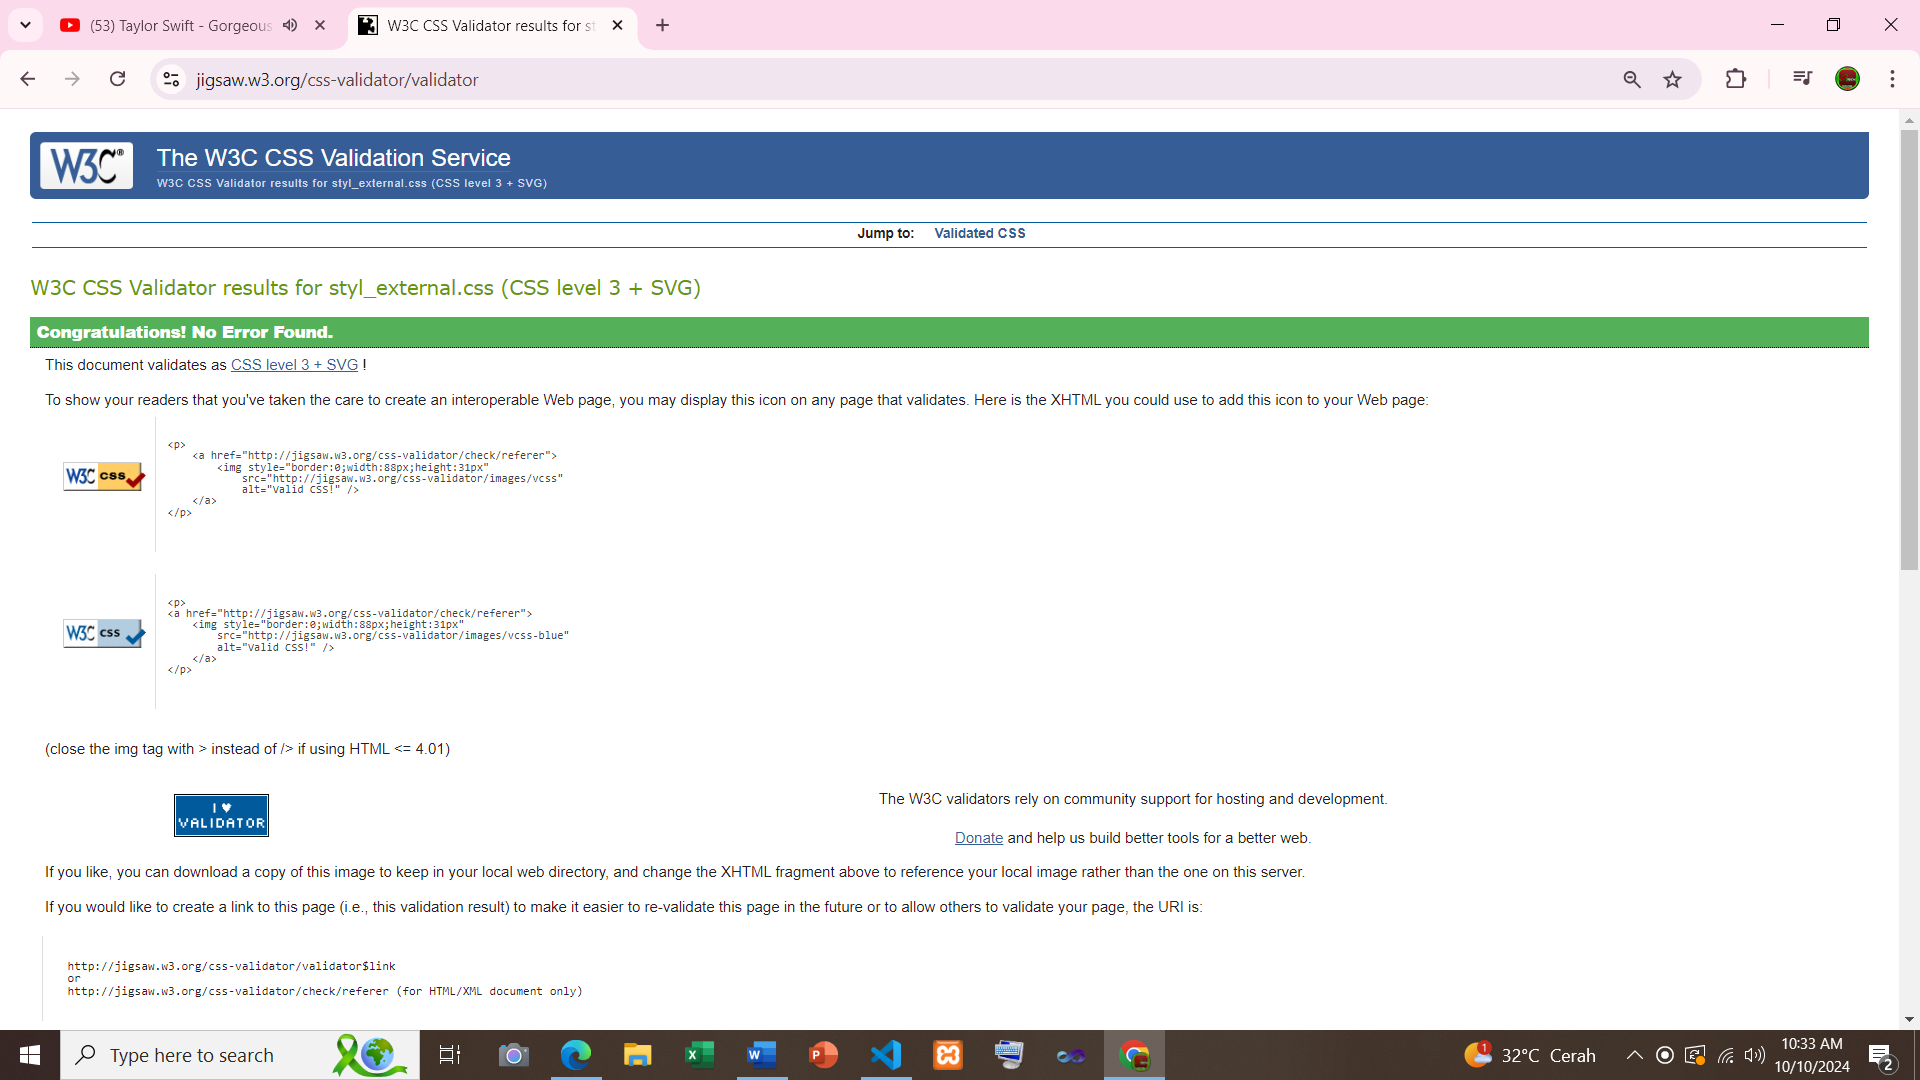 (53) Taylor Swift - Gorgeous
W3C CSS Validator results for st
jigsaw.w3.org/css-validator/validator
W3C®
The W3C CSS Validation Service
W3C CSS Validator results for styl_external.css (CSS level 3 + SVG)
Jump to: Validated CSS
W3C CSS Validator results for styl_external.css (CSS level 3 + SVG)
Congratulations! No Error Found.
This document validates as CSS level 3 + SVG !
To show your readers that you've taken the care to create an interoperable Web page, you may display this icon on any page that validates. Here is the XHTML you could use to add this icon to your Web page:
W3C css
<p>
<a href="http://jigsaw.w3.org/css-validator/check/referer">
<img style="border:0;width:88px;height:31px"
src="http://jigsaw.w3.org/css-validator/images/vcss"
alt="Valid CSS!" />
</a>
</p>
W3C css
<p>
<a href="http://jigsaw.w3.org/css-validator/check/referer">
<img style="border:0;width:88px;height:31px"
src="http://jigsaw.w3.org/css-validator/images/vcss-blue"
alt="Valid CSS!" />
</a>
</p>
(close the img tag with > instead of /> if using HTML <= 4.01)
I ♥
VALIDATOR
The W3C validators rely on community support for hosting and development.
Donate and help us build better tools for a better web.
If you like, you can download a copy of this image to keep in your local web directory, and change the XHTML fragment above to reference your local image rather than the one on this server.
If you would like to create a link to this page (i.e., this validation result) to make it easier to re-validate this page in the future or to allow others to validate your page, the URI is:
http://jigsaw.w3.org/css-validator/validator$link
or
http://jigsaw.w3.org/css-validator/check/referer (for HTML/XML document only)
Type here to search
1
32°C Cerah
10:33 AM
10/10/2024
2